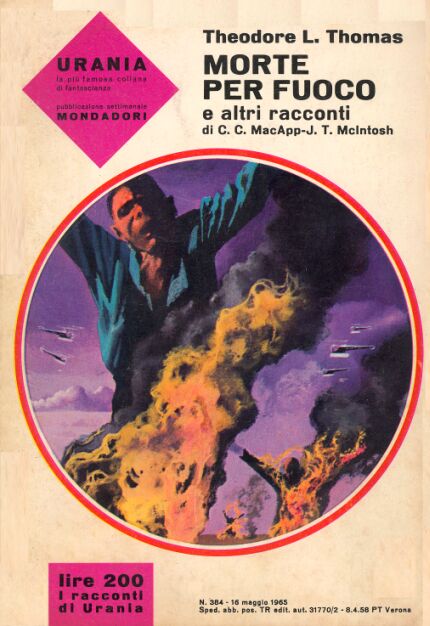 URANIA
la più famosa collana
di fantascienza
pubblicazione settimanale
MONDADORI
Theodore L. Thomas
MORTE
PER FUOCO
e altri racconti
di C. C. MacApp-J. T. McIntosh
lire 200
I racconti
di Urania
N. 384 - 16 maggio 1965
Sped. abb. pos. TR edit. aut. 31770/2 - 8.4.58 PT Verona